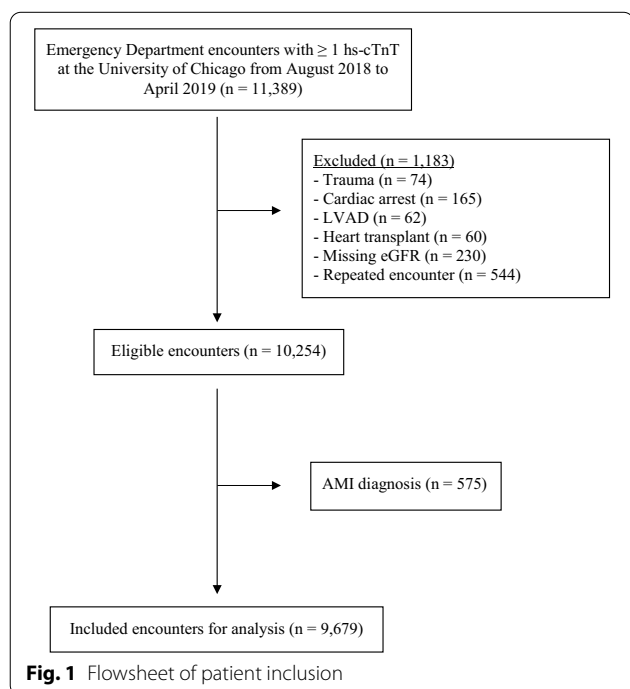 Emergency Department encounters with ≥ 1 hs-cTnT
at the University of Chicago from August 2018 to
April 2019 (n = 11,389)
Excluded (n = 1,183)
- Trauma (n = 74)
- Cardiac arrest (n = 165)
- LVAD (n = 62)
- Heart transplant (n = 60)
- Missing eGFR (n = 230)
- Repeated encounter (n = 544)
Eligible encounters (n = 10,254)
AMI diagnosis (n = 575)
Included encounters for analysis (n = 9,679)
Fig. 1 Flowsheet of patient inclusion